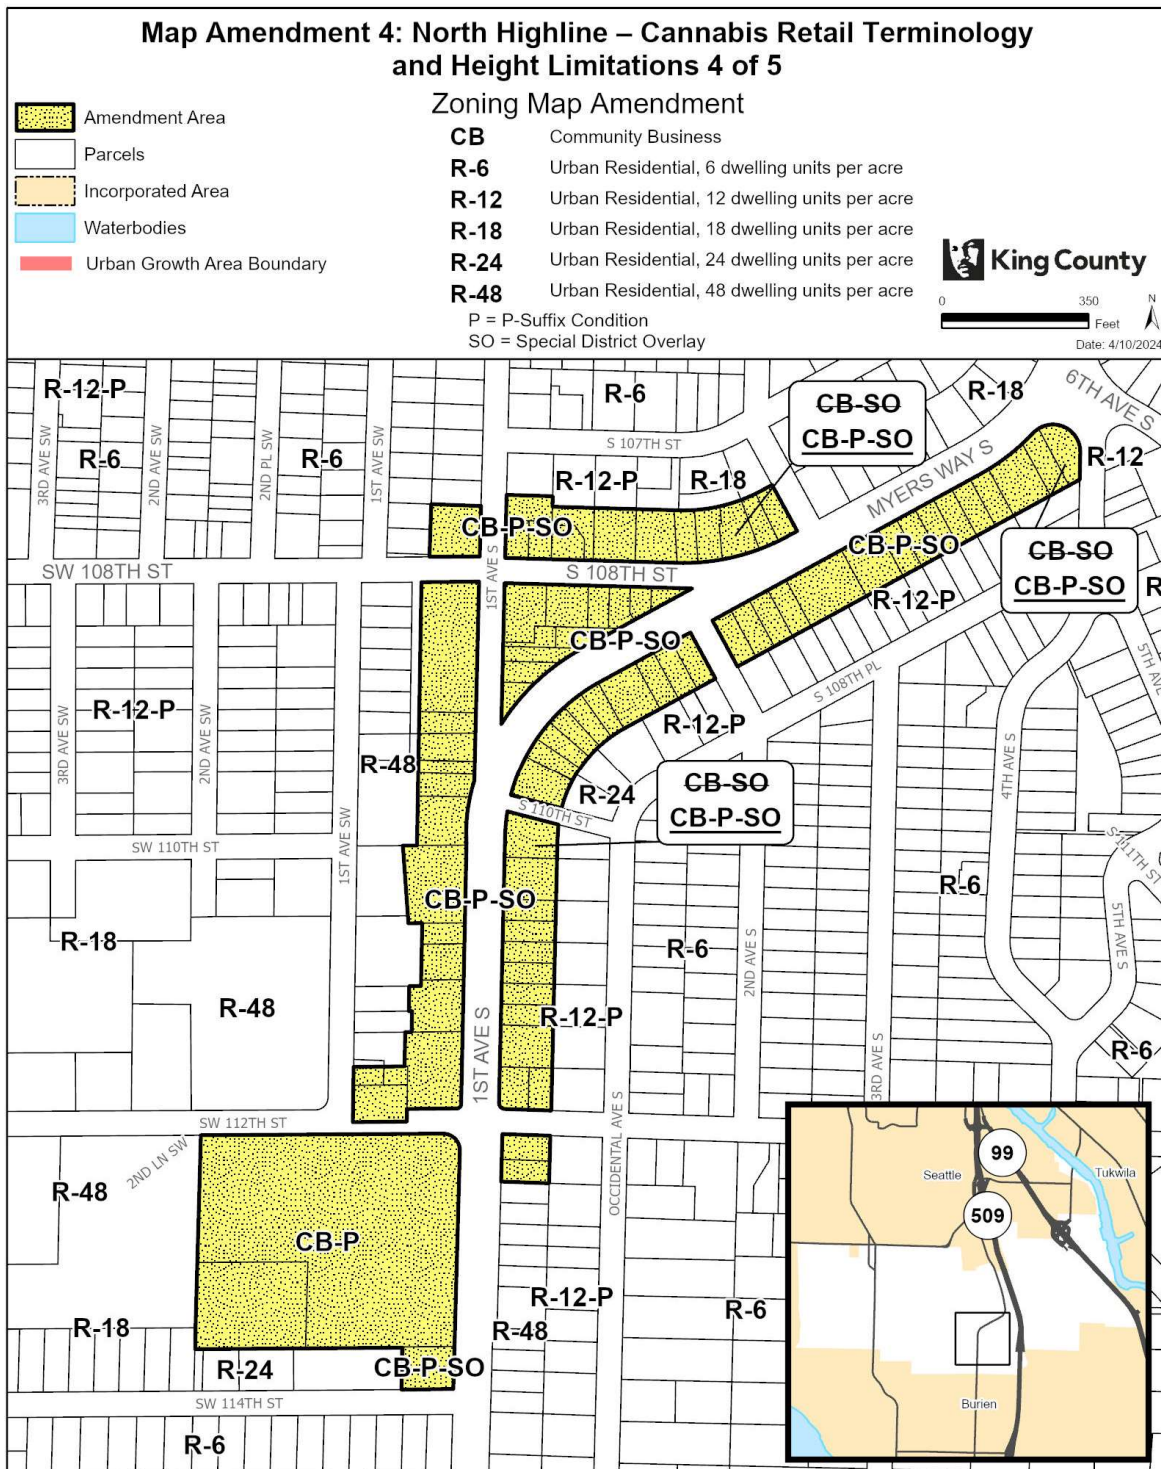 Map Amendment 4: North Highline – Cannabis Retail Terminology
and Height Limitations 4 of 5
Zoning Map Amendment
Amendment Area
Parcels
Incorporated Area
Waterbodies
Urban Growth Area Boundary
CB Community Business
R-6 Urban Residential, 6 dwelling units per acre
R-12 Urban Residential, 12 dwelling units per acre
R-18 Urban Residential, 18 dwelling units per acre
R-24 Urban Residential, 24 dwelling units per acre
R-48 Urban Residential, 48 dwelling units per acre
P = P-Suffix Condition
SO = Special District Overlay
King County
0 350
Feet
N
Date: 4/10/2024
R-12-P
R-6
R-18
6TH AVE S
CB-SO
CB-P-SO
S 107TH ST
3RD AVE SW
2ND AVE SW
2ND PL SW
1ST AVE SW
R-6
R-6
R-12-P
R-18
MYERS WAY S
R-12
CB-P-SO
CB-P-SO
CB-SO
CB-P-SO
SW 108TH ST
1ST AVE S
S 108TH ST
R-12-P
R
CB-P-SO
5TH AVE
S 108TH PL
R-12-P
R-12-P
3RD AVE SW
2ND AVE SW
R-48
4TH AVE S
CB-SO
CB-P-SO
R-24
S 110TH ST
SW 110TH ST
1ST AVE SW
S 111TH ST
R-6
CB-P-SO
R-18
R-6
2ND AVE S
5TH AVE S
R-48
R-12-P
1ST AVE S
3RD AVE S
R-6
SW 112TH ST
OCCIDENTAL AVE S
2ND LN SW
R-48
CB-P
R-12-P
R-6
R-18
R-48
R-24
CB-P-SO
SW 114TH ST
R-6
99
Seattle
Tukwila
509
Burien